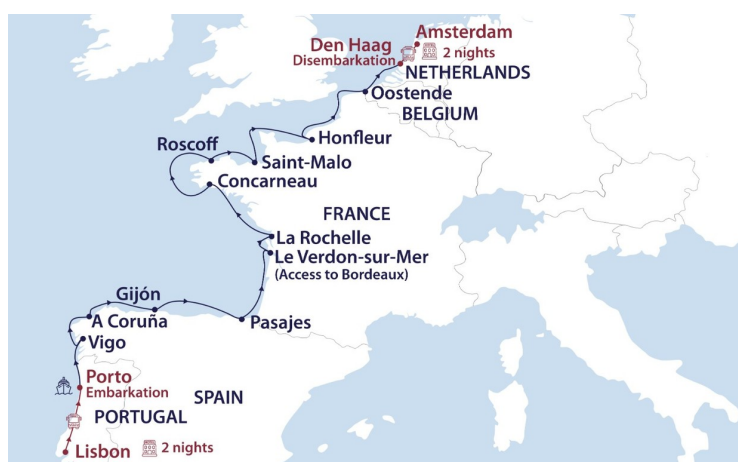 Amsterdam
Den Haag
Disembarkation
2 nights
NETHERLANDS
Oostende
BELGIUM
Honfleur
Roscoff
Saint-Malo
Concarneau
FRANCE
La Rochelle
Le Verdon-sur-Mer
(Access to Bordeaux)
Gijón
A Coruña
Pasajes
Vigo
Porto
Embarkation
SPAIN
PORTUGAL
Lisbon
2 nights